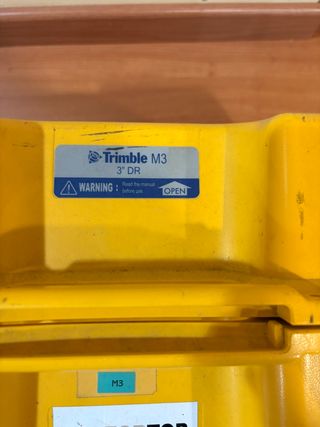 Trimble M3
3" DR
WARNING : Read the manual before use. OPEN
M3